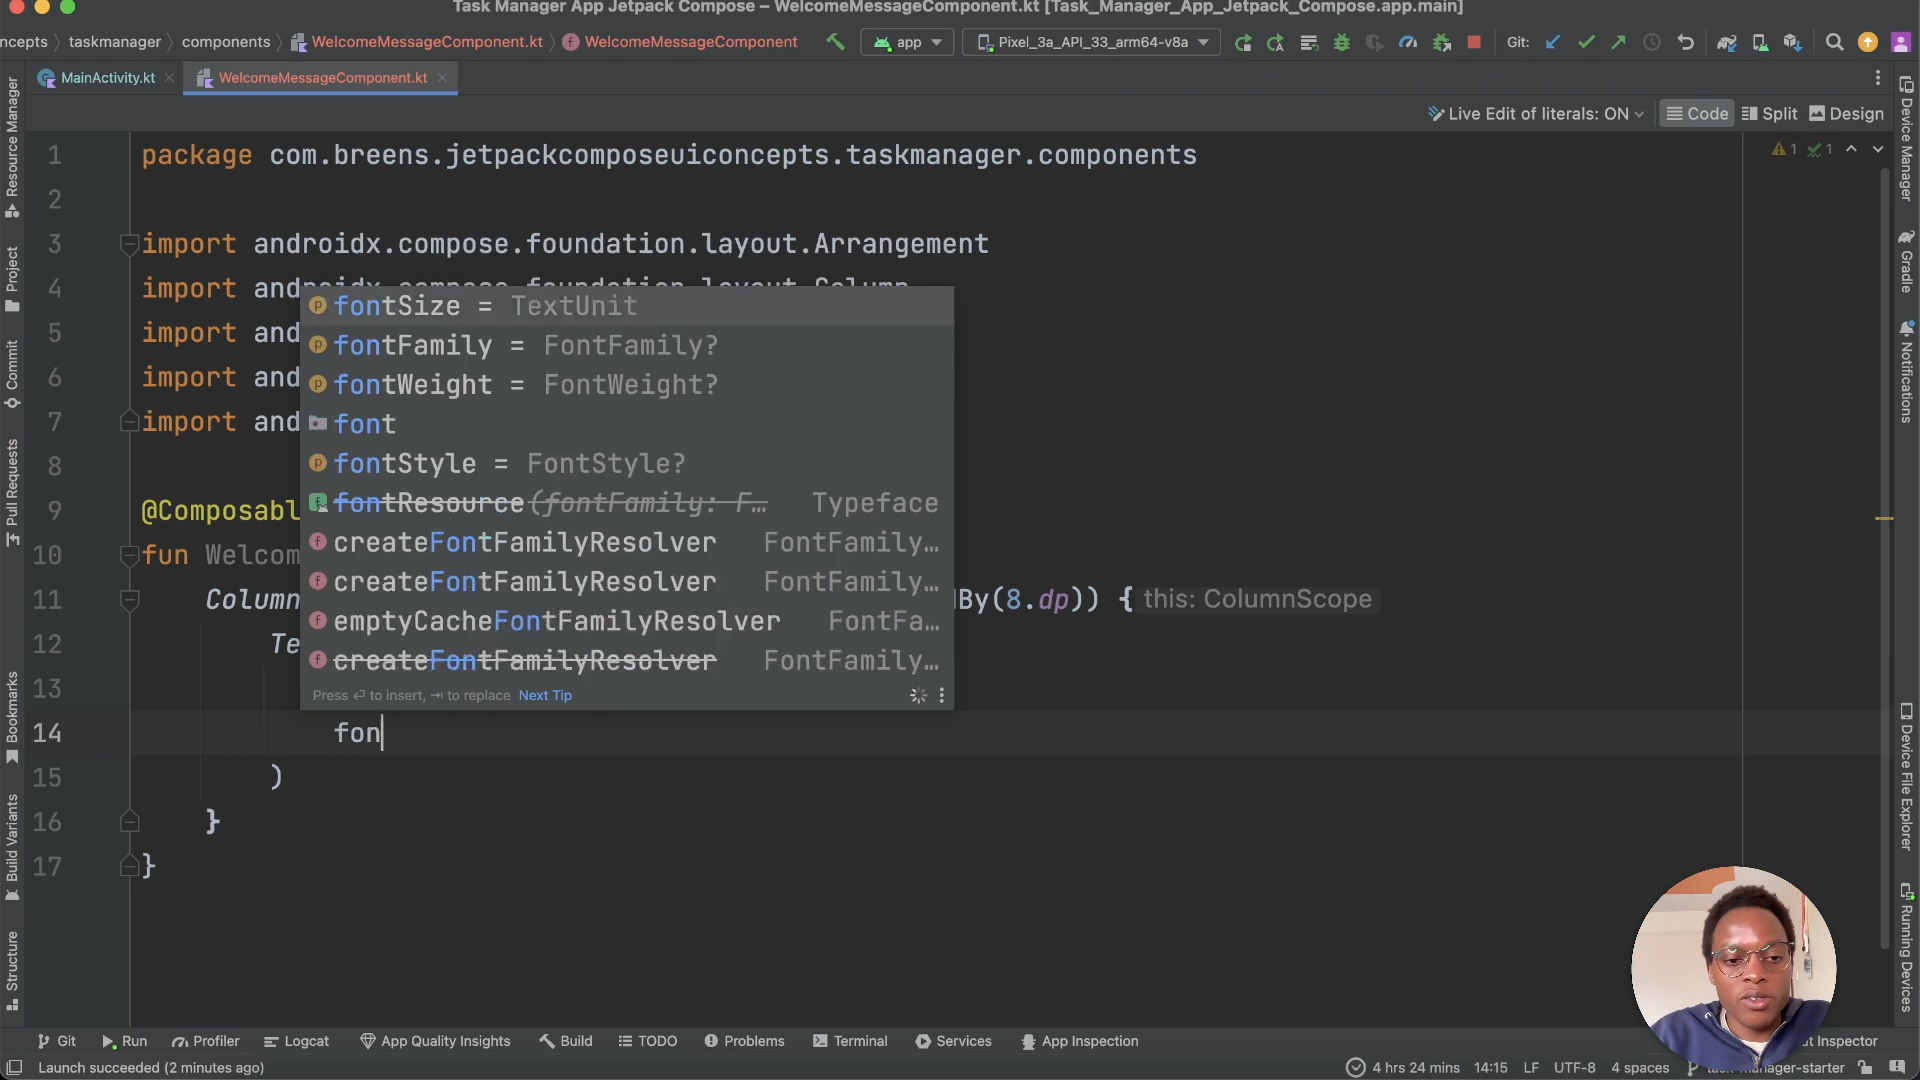 Task Manager App Jetpack Compose – WelcomeMessageComponent.kt [Task_Manager_App_Jetpack_Compose.app.main]
ncepts
taskmanager
components
WelcomeMessageComponent.kt
WelcomeMessageComponent
app
Pixel_3a_API_33_arm64-v8a
Git:
MainActivity.kt
WelcomeMessageComponent.kt
Live Edit of literals: ON
Code
Split
Design
1
1
1 package com.breens.jetpackcomposeuiconcepts.taskmanager.components
2
3 import androidx.compose.foundation.layout.Arrangement
4 import androidx.compose.foundation.layout.Column
5 import and
6 import and
7 import and
8
9 @Composabl
10 fun Welcom
11 Column By(8.dp)) { this: ColumnScope
12 Te
13
14 fon
15 )
16 }
17 }
fontSize = TextUnit
fontFamily = FontFamily?
fontWeight = FontWeight?
font
fontStyle = FontStyle?
fontResource(fontFamily: F… Typeface
createFontFamilyResolver FontFamily…
createFontFamilyResolver FontFamily…
emptyCacheFontFamilyResolver FontFa…
createFontFamilyResolver FontFamily…
Press ⏎ to insert, ⇥ to replace Next Tip
Resource Manager
Project
Commit
Pull Requests
Bookmarks
Build Variants
Structure
Device Manager
Gradle
Notifications
Device File Explorer
Running Devices
Git
Run
Profiler
Logcat
App Quality Insights
Build
TODO
Problems
Terminal
Services
App Inspection
Inspector
Launch succeeded (2 minutes ago)
4 hrs 24 mins
14:15
LF
UTF-8
4 spaces